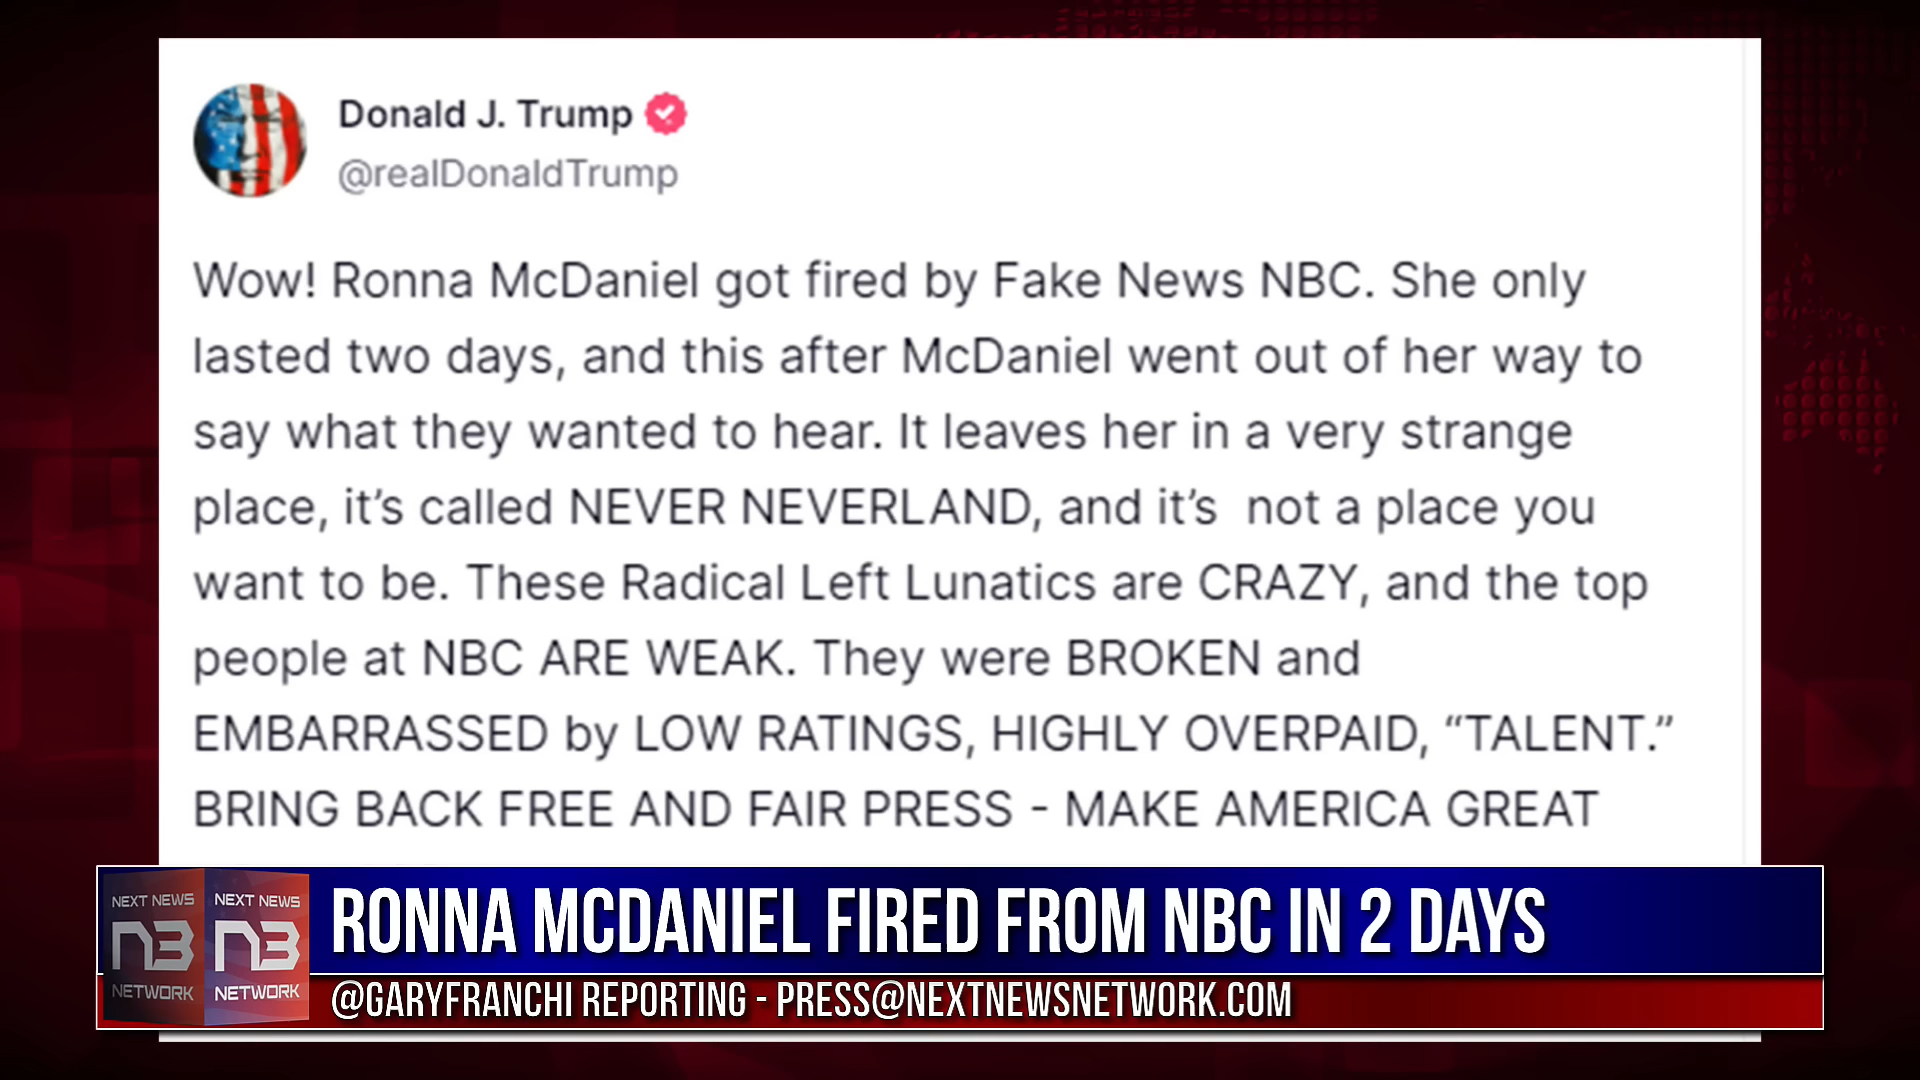 Donald J. Trump
@realDonaldTrump
Wow! Ronna McDaniel got fired by Fake News NBC. She only
lasted two days, and this after McDaniel went out of her way to
say what they wanted to hear. It leaves her in a very strange
place, it’s called NEVER NEVERLAND, and it’s  not a place you
want to be. These Radical Left Lunatics are CRAZY, and the top
people at NBC ARE WEAK. They were BROKEN and
EMBARRASSED by LOW RATINGS, HIGHLY OVERPAID, “TALENT.”
BRING BACK FREE AND FAIR PRESS - MAKE AMERICA GREAT
NEXT NEWS
N3
NETWORK
NEXT NEWS
N3
NETWORK
RONNA MCDANIEL FIRED FROM NBC IN 2 DAYS
@GARYFRANCHI REPORTING - PRESS@NEXTNEWSNETWORK.COM